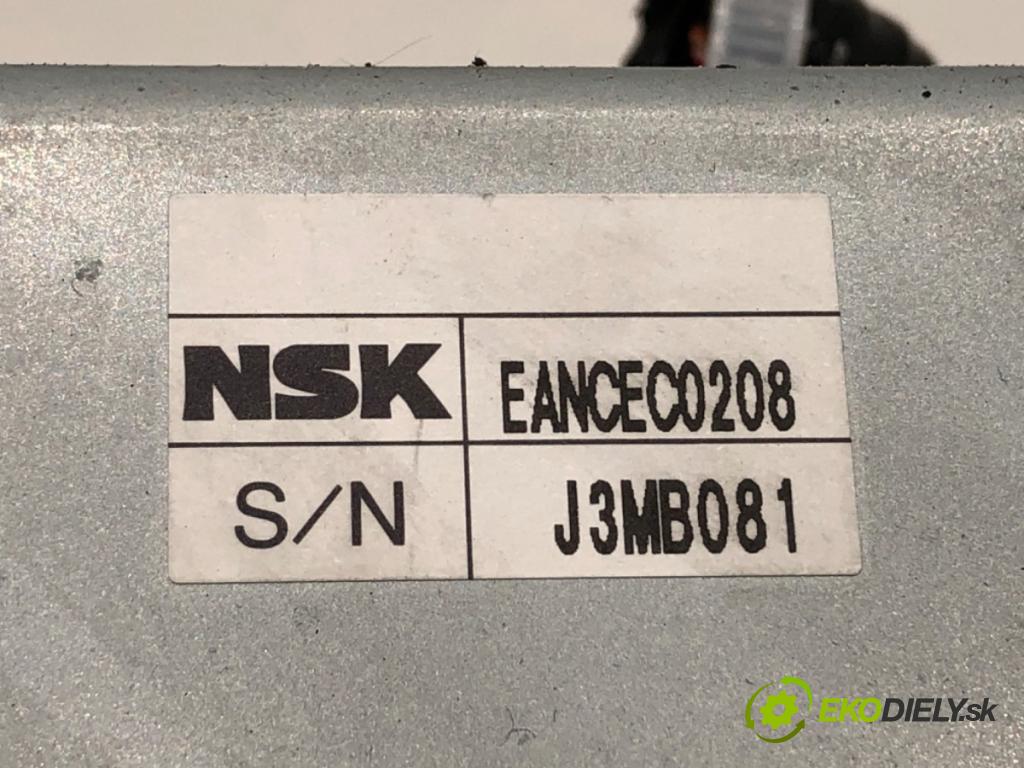 NSK EANCEC0208
S/N J3MB081
EKODIELY.sk